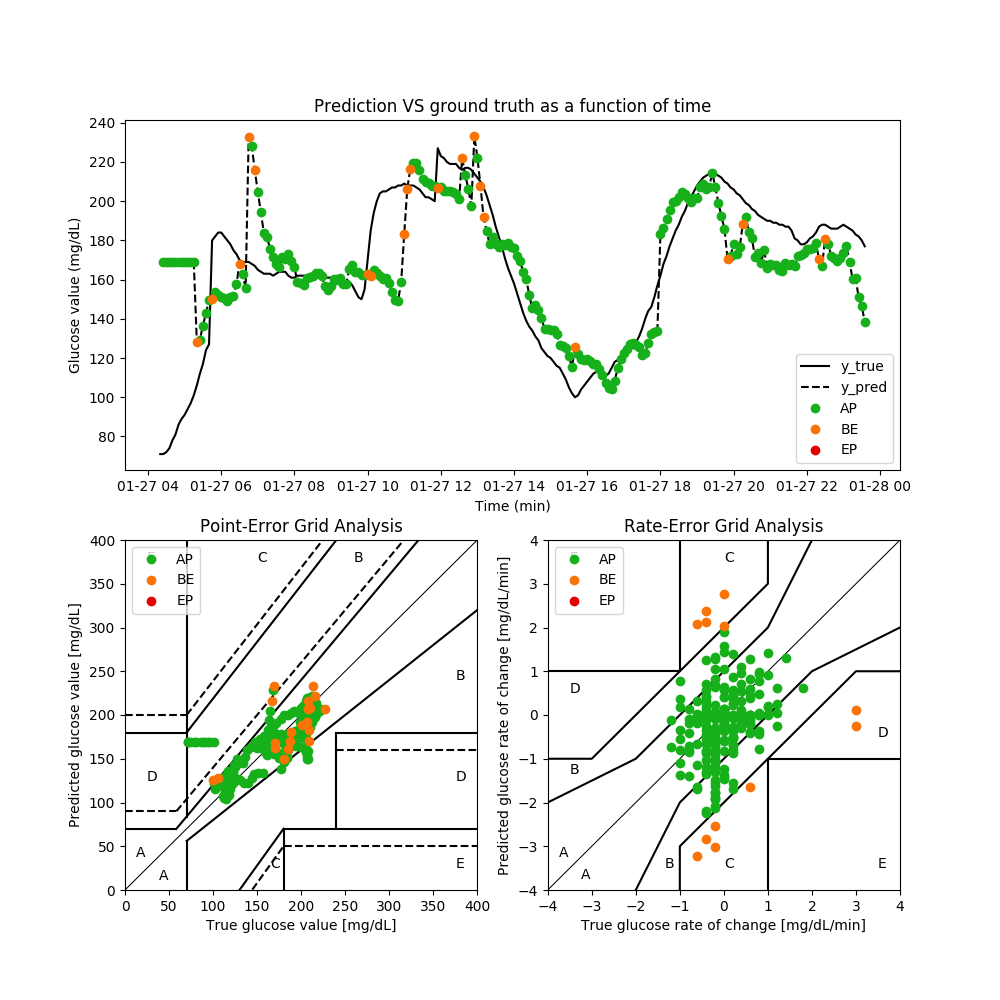 Prediction VS ground truth as a function of time
Glucose value (mg/dL)
240
220
200
180
160
140
120
100
80
y_true
y_pred
AP
BE
EP
01-27 04 01-27 06 01-27 08 01-27 10 01-27 12 01-27 14 01-27 16 01-27 18 01-27 20 01-27 22 01-28 00
Time (min)
Point-Error Grid Analysis
Predicted glucose value [mg/dl]
400
350
300
250
200
150
100
50
0
AP
BE
EP
C
B
B
D
D
A
A
C
E
0 50 100 150 200 250 300 350 400
True glucose value [mg/dL]
Rate-Error Grid Analysis
Predicted glucose rate of change [mg/dL/min]
4
3
2
1
0
−1
−2
−3
−4
AP
BE
EP
C
D
D
B
A
A
B
C
E
−4 −3 −2 −1 0 1 2 3 4
True glucose rate of change [mg/dL/min]